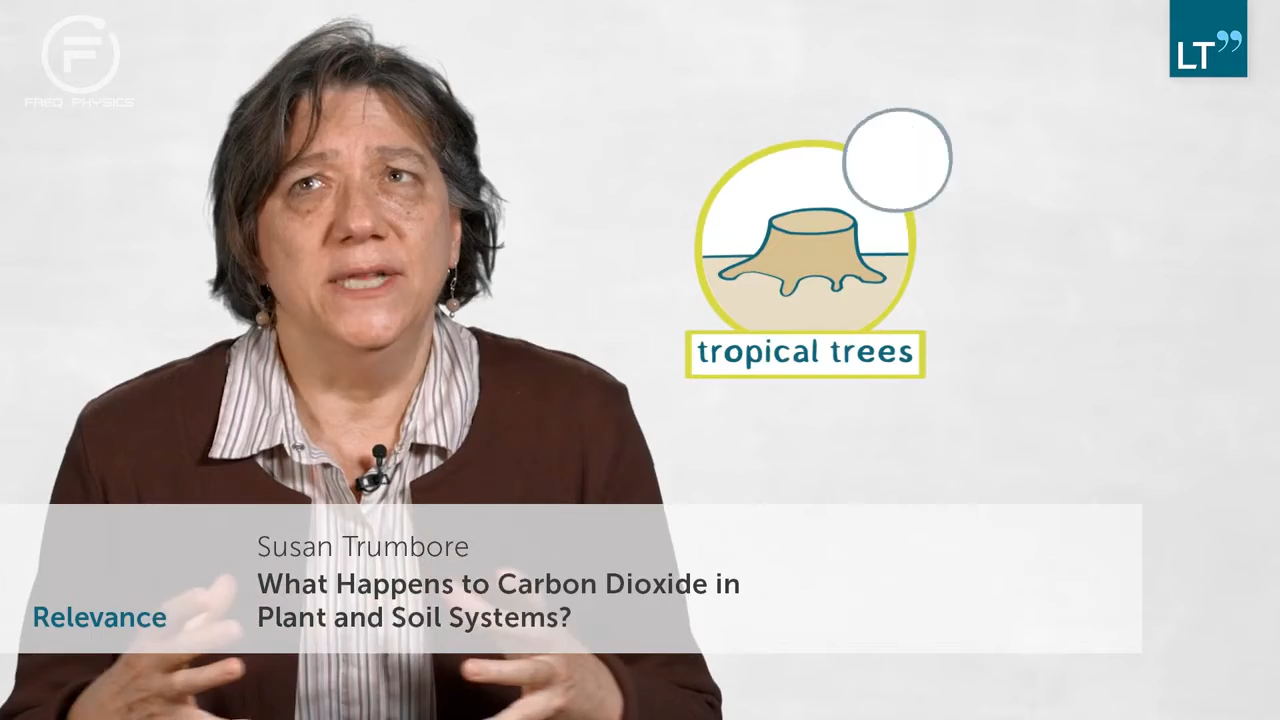 FREQ PHYSICS
LT”
tropical trees
Susan Trumbore
What Happens to Carbon Dioxide in
Relevance Plant and Soil Systems?